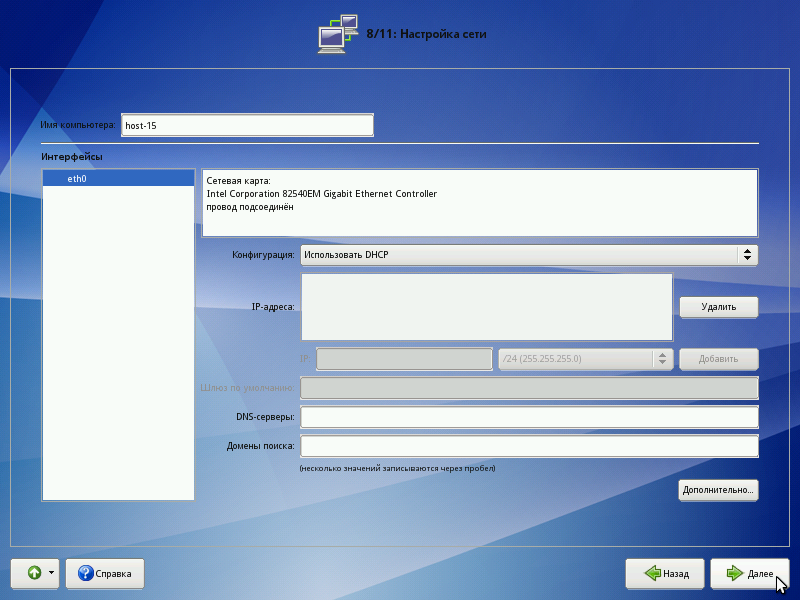 8/11: Настройка сети
Имя компьютера: host-15
Интерфейсы
eth0
Сетевая карта:
Intel Corporation 82540EM Gigabit Ethernet Controller
провод подсоединён
Конфигурация: Использовать DHCP
IP-адреса:
Удалить
IP: /24 (255.255.255.0) Добавить
Шлюз по умолчанию:
DNS-серверы:
Домены поиска:
(несколько значений записываются через пробел)
Дополнительно...
Справка Назад Далее